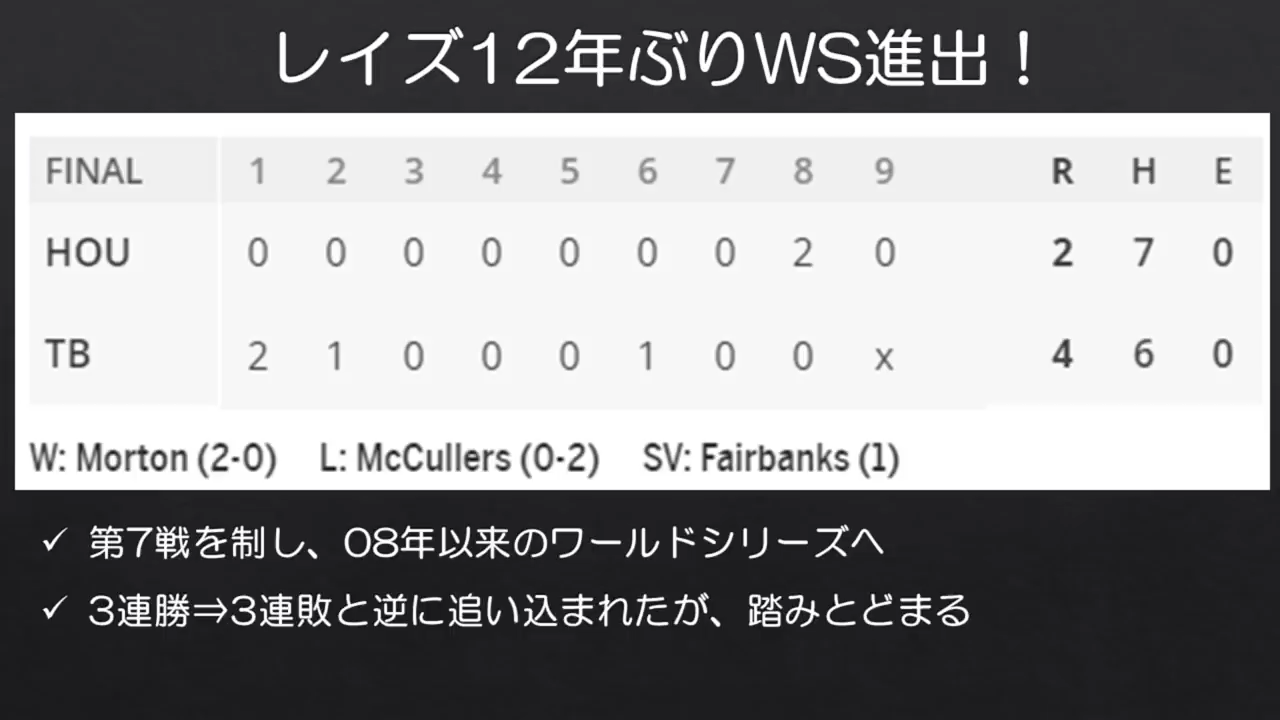 レイズ12年ぶりWS進出！
FINAL 1 2 3 4 5 6 7 8 9 R H E
HOU 0 0 0 0 0 0 0 2 0 2 7 0
TB 2 1 0 0 0 1 0 0 x 4 6 0
W: Morton (2-0) L: McCullers (0-2) SV: Fairbanks (1)
✓ 第7戦を制し、08年以来のワールドシリーズへ
✓ 3連勝⇒3連敗と逆に追い込まれたが、踏みとどまる